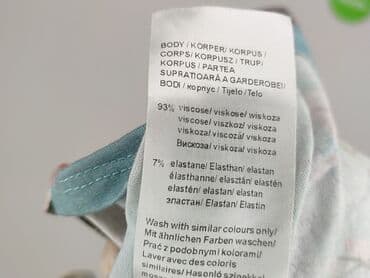 BODY / KÖRPER/ KORPUS/
CORPS/ KORPUSZ / TRUP/
KORPUS / PARTEA
SUPRATIOARĂ A GARDEROBEI/
BODI / корпус / Tijelo / Telo
93% viscose/ viskose/ wiskoza
viscose/ viszkóz/ viskoza
viskoza/ viscoză/ viskoza
Вискоза/ viskoza/ viskoza
7% elastane/ Elasthan/ elastan
élasthanne/ elasztán/ elastén
elastén/ elastan/ elastan
эластан/ Elastan/ Elastin
Wash with similar colours only/
Mit ähnlichen Farben waschen/
Prać z podobnymi/ kolorami/
Laver avec des coloris
similaires/ Hasonló színekkel